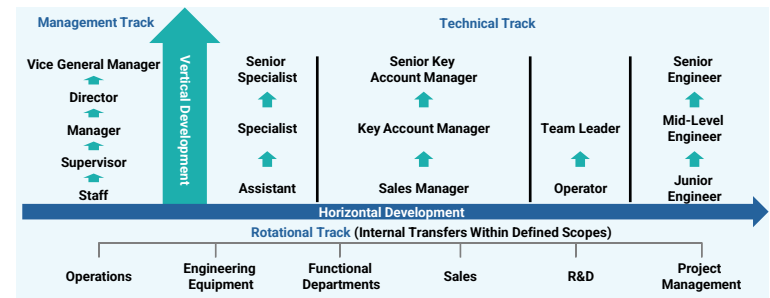 Management Track
Technical Track
Vertical Development
Vice General Manager
Director
Manager
Supervisor
Staff
Senior
Specialist
Specialist
Assistant
Senior Key
Account Manager
Key Account Manager
Sales Manager
Team Leader
Operator
Senior
Engineer
Mid-Level
Engineer
Junior
Engineer
Horizontal Development
Rotational Track (Internal Transfers Within Defined Scopes)
Operations
Engineering
Equipment
Functional
Departments
Sales
R&D
Project
Management